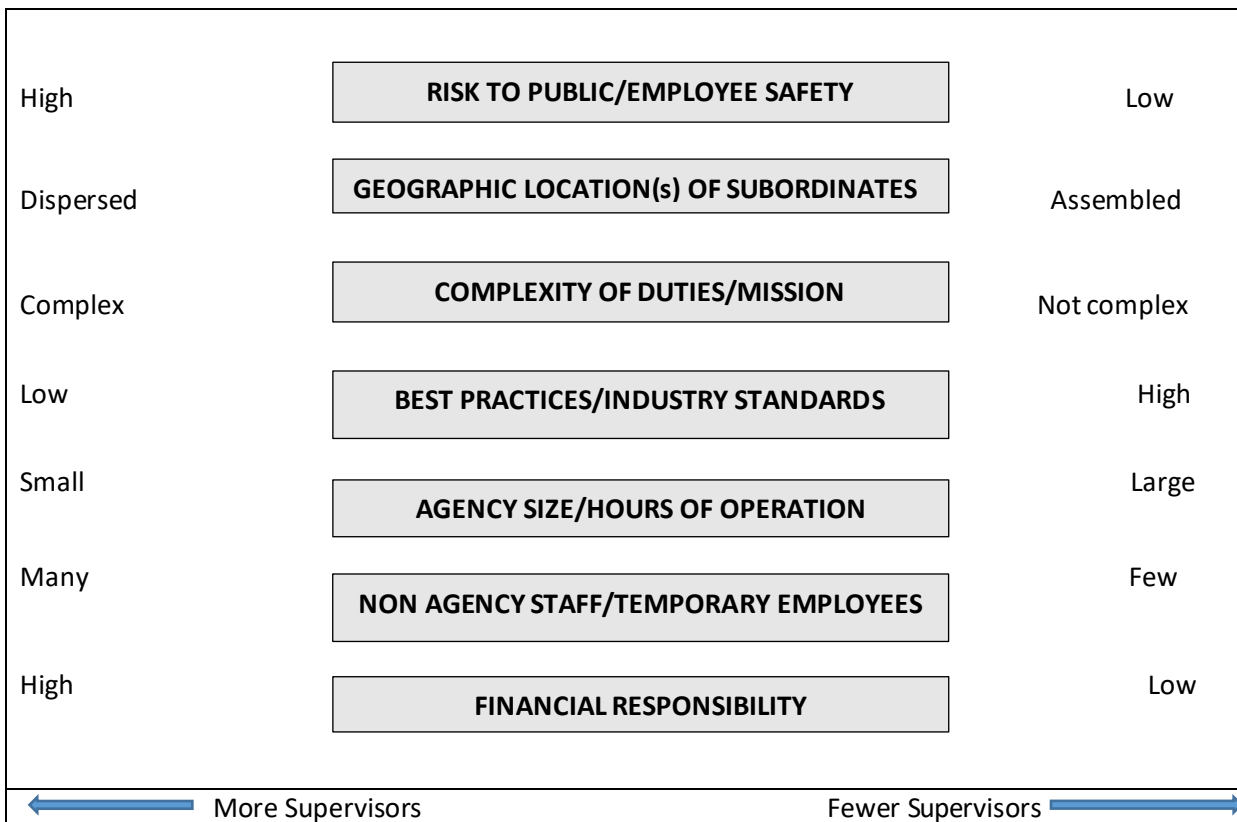 High RISK TO PUBLIC/EMPLOYEE SAFETY Low
Dispersed GEOGRAPHIC LOCATION(s) OF SUBORDINATES Assembled
Complex COMPLEXITY OF DUTIES/MISSION Not complex
Low BEST PRACTICES/INDUSTRY STANDARDS High
Small AGENCY SIZE/HOURS OF OPERATION Large
Many NON AGENCY STAFF/TEMPORARY EMPLOYEES Few
High FINANCIAL RESPONSIBILITY Low
More Supervisors Fewer Supervisors